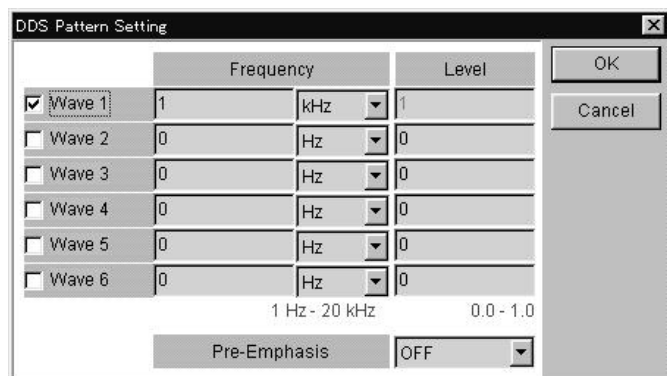 DDS Pattern Setting
Frequency Level OK
Wave 1 1 kHz 1 Cancel
Wave 2 0 Hz 0
Wave 3 0 Hz 0
Wave 4 0 Hz 0
Wave 5 0 Hz 0
Wave 6 0 Hz 0
1 Hz - 20 kHz 0.0 - 1.0
Pre-Emphasis OFF